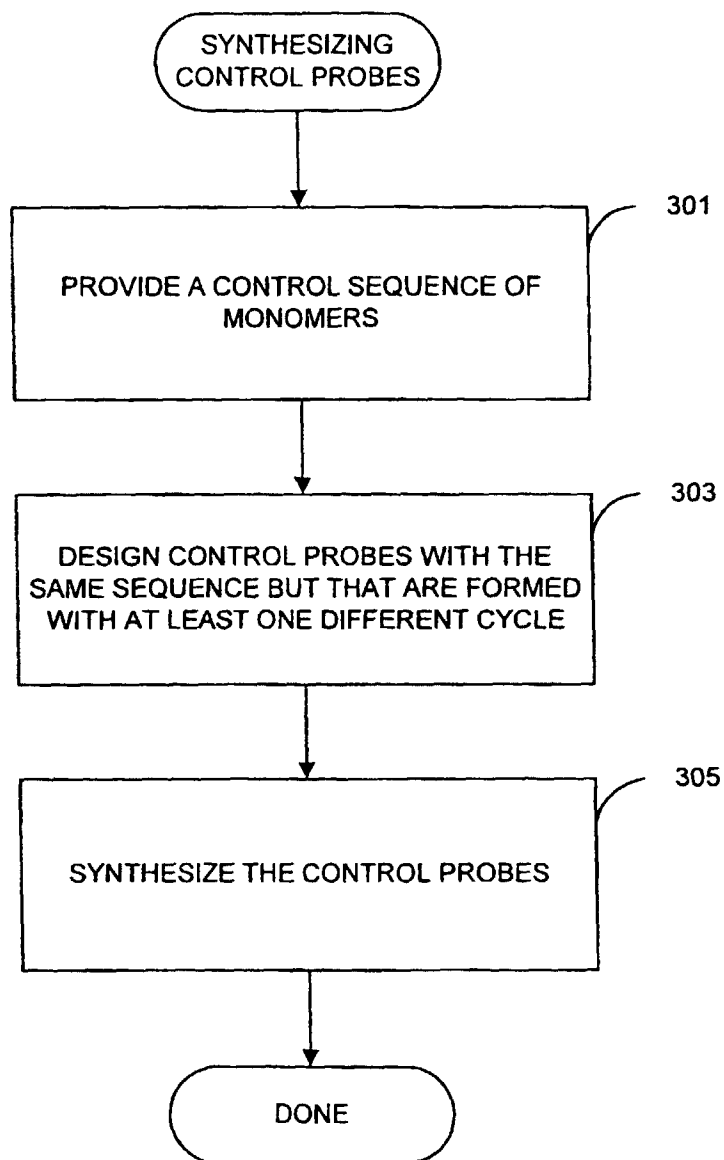 SYNTHESIZING
CONTROL PROBES
301
PROVIDE A CONTROL SEQUENCE OF
MONOMERS
303
DESIGN CONTROL PROBES WITH THE
SAME SEQUENCE BUT THAT ARE FORMED
WITH AT LEAST ONE DIFFERENT CYCLE
305
SYNTHESIZE THE CONTROL PROBES
DONE